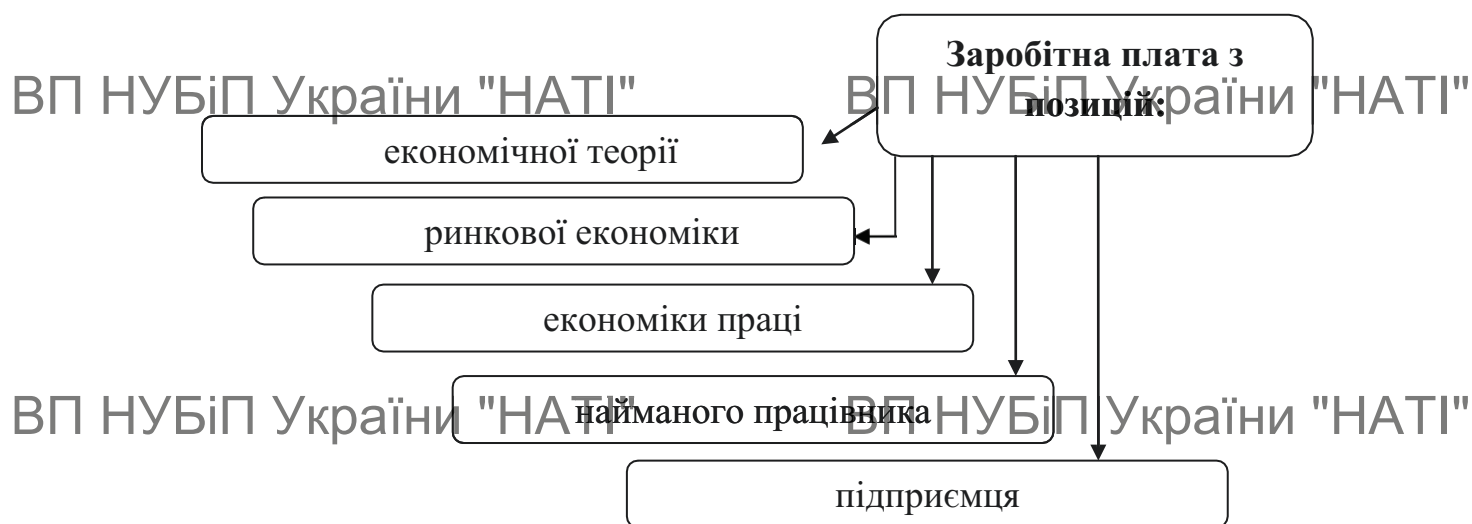 Заробітна плата з
позицій:
ВП НУБіП України "НАТІ" ВП НУБіП України "НАТІ"
економічної теорії
ринкової економіки
економіки праці
найманого працівника
ВП НУБіП України "НАТІ" ВП НУБіП України "НАТІ"
підприємця